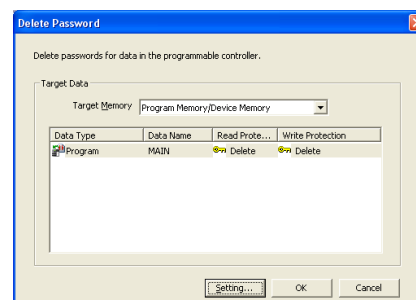 Delete Password
Delete passwords for data in the programmable controller.
Target Data
Target Memory Program Memory/Device Memory
Data Type Data Name Read Prote... Write Protection
Program MAIN Delete Delete
Setting... OK Cancel